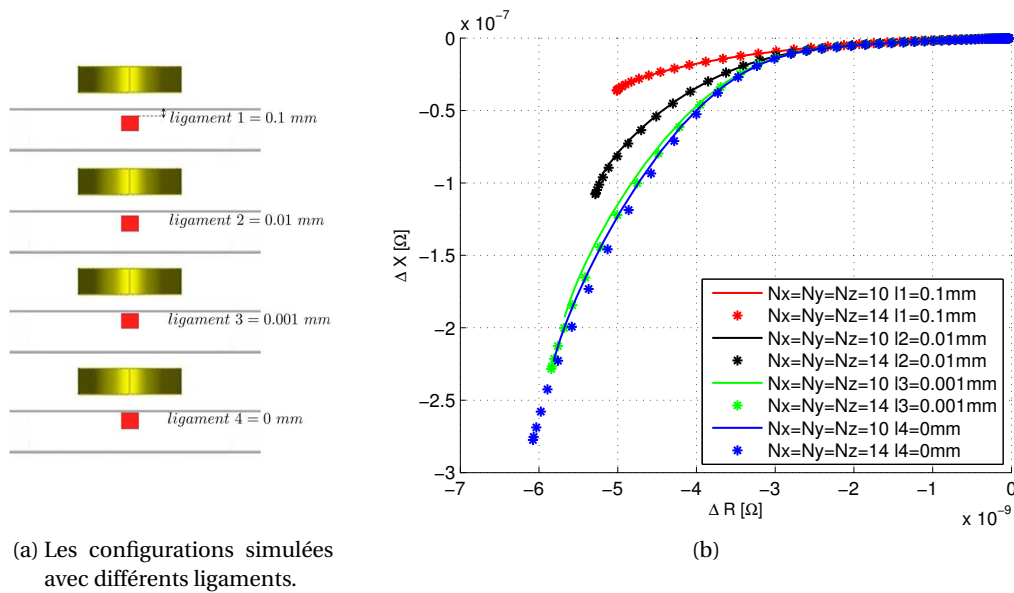 ligament 1 = 0.1 mm
ligament 2 = 0.01 mm
ligament 3 = 0.001 mm
ligament 4 = 0 mm
(a) Les configurations simulées
avec différents ligaments.
x 10⁻⁷
0
−0.5
−1
−1.5
−2
−2.5
−3
Δ X [Ω]
−7
−6
−5
−4
−3
−2
−1
0
Δ R [Ω]
x 10⁻⁹
Nx=Ny=Nz=10 l1=0.1mm
Nx=Ny=Nz=14 l1=0.1mm
Nx=Ny=Nz=10 l2=0.01mm
Nx=Ny=Nz=14 l2=0.01mm
Nx=Ny=Nz=10 l3=0.001mm
Nx=Ny=Nz=14 l3=0.001mm
Nx=Ny=Nz=10 l4=0mm
Nx=Ny=Nz=14 l4=0mm
(b)